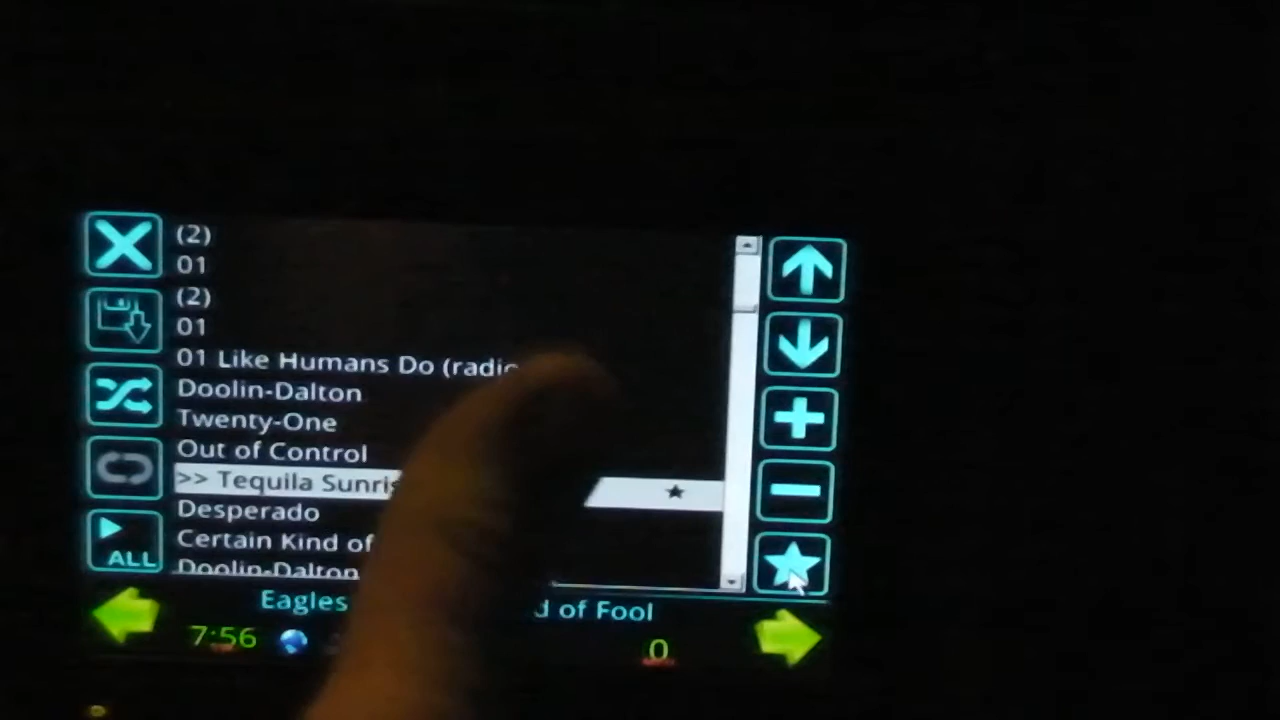 (2)
01
(2)
01
01 Like Humans Do (radio
Doolin-Dalton
Twenty-One
Out of Control
>> Tequila Sunri
Desperado
Certain Kind of
Doolin-Dalton
ALL
Eagles d of Fool
7:56 0